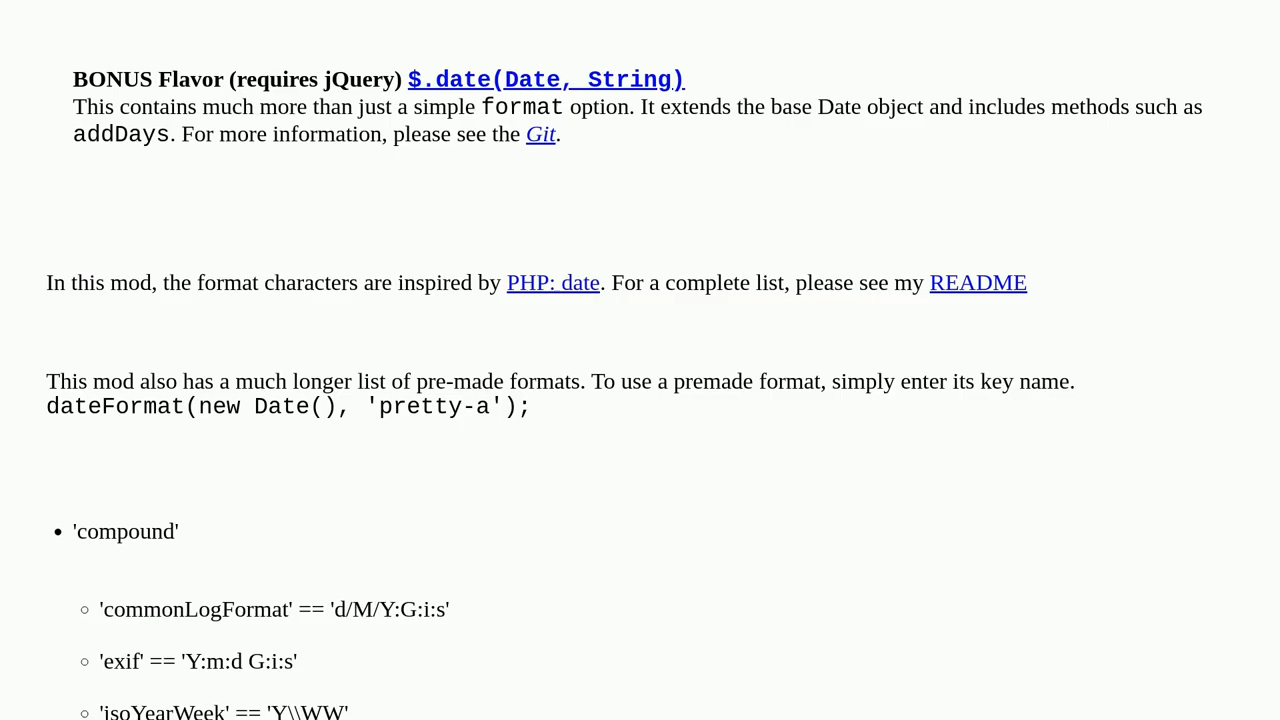 BONUS Flavor (requires jQuery) $.date(Date, String)
This contains much more than just a simple format option. It extends the base Date object and includes methods such as
addDays. For more information, please see the Git.
In this mod, the format characters are inspired by PHP: date. For a complete list, please see my README
This mod also has a much longer list of pre-made formats. To use a premade format, simply enter its key name.
dateFormat(new Date(), 'pretty-a');
• 'compound'
◦ 'commonLogFormat' == 'd/M/Y:G:i:s'
◦ 'exif' == 'Y:m:d G:i:s'
◦ 'isoYearWeek' == 'Y\\WW'